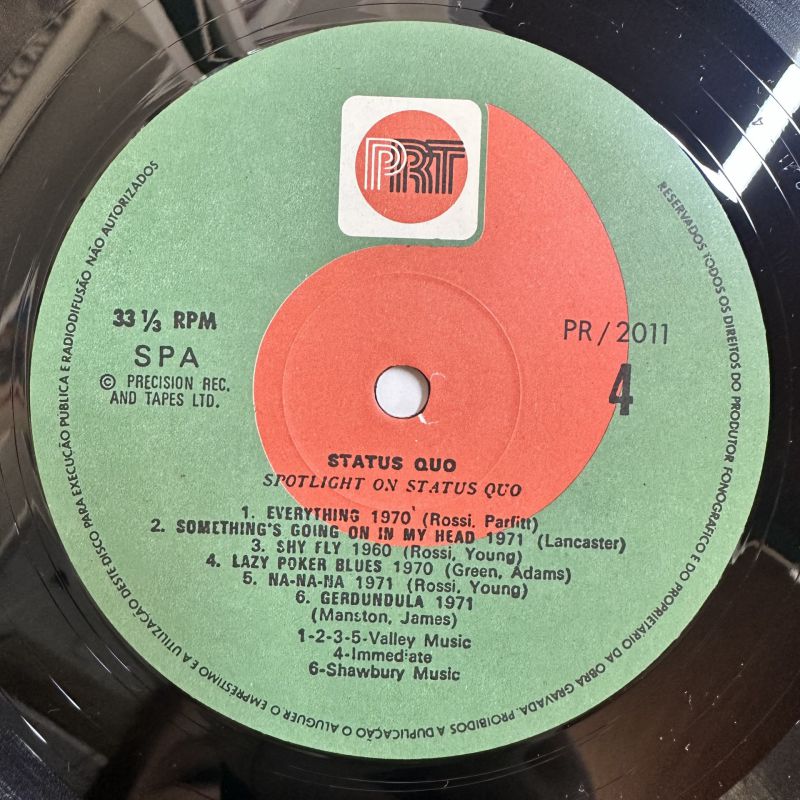 PRT
33 ⅓ RPM
SPA
© PRECISION REC.
AND TAPES LTD.
PR/2011
4
STATUS QUO
SPOTLIGHT ON STATUS QUO
1. EVERYTHING 1970 (Rossi, Parfitt)
2. SOMETHING'S GOING ON IN MY HEAD 1971 (Lancaster)
3. SHY FLY 1960 (Rossi, Young)
4. LAZY POKER BLUES 1970 (Green, Adams)
5. NA-NA-NA 1971 (Rossi, Young)
6. GERDUNDULA 1971
(Manston, James)
1-2-3-5-Valley Music
4-Immediate
6-Shawbury Music
RESERVADOS TODOS OS DIREITOS DO PRODUTOR FONOGRÁFICO E DO PROPRIETARIO DA OBRA GRAVADA. PROIBIDOS A DUPLICAÇÃO O ALUGUER O EMPRÉSTIMO E A UTILIZAÇÃO DESTE DISCO PARA EXECUÇÃO PÚBLICA E RADIODIFUSÃO NÃO AUTORIZADOS